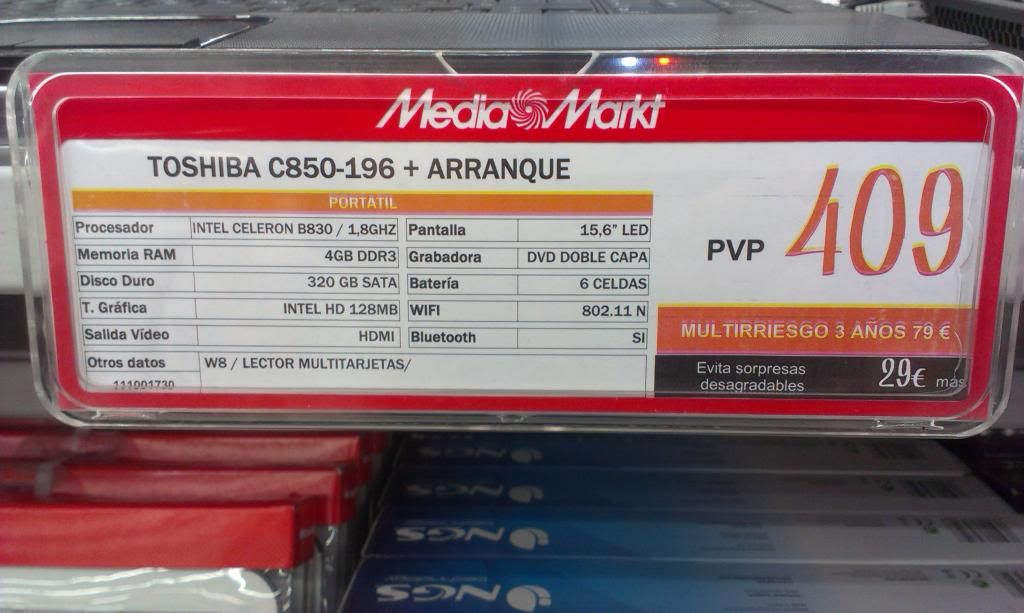 Media Markt
TOSHIBA C850-196 + ARRANQUE
PORTÁTIL
Procesador INTEL CELERON B830 / 1,8GHZ Pantalla 15,6" LED
Memoria RAM 4GB DDR3 Grabadora DVD DOBLE CAPA
Disco Duro 320 GB SATA Batería 6 CELDAS
T. Gráfica INTEL HD 128MB WIFI 802.11 N
Salida Vídeo HDMI Bluetooth SI
Otros datos W8 / LECTOR MULTITARJETAS/
111001730
PVP 409
MULTIRRIESGO 3 AÑOS 79 €
Evita sorpresas
desagradables
29€ más
NGS
NGS
NGS
NGS